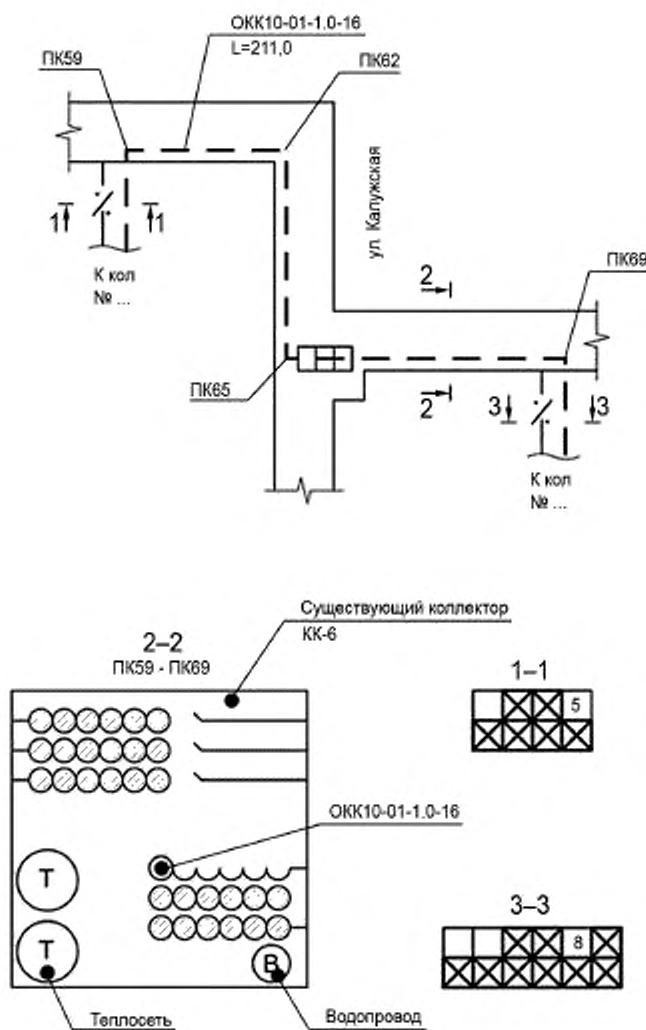 ОКК10-01-1.0-16
L=211,0
ПК59
ПК62
ул. Калужская
1
1
К кол
№ ...
2
ПК69
ПК65
2
3
3
К кол
№ ...
Существующий коллектор
КК-6
2–2
ПК59 - ПК69
1–1
5
ОКК10-01-1.0-16
Т
3–3
8
Т
В
Теплосеть
Водопровод